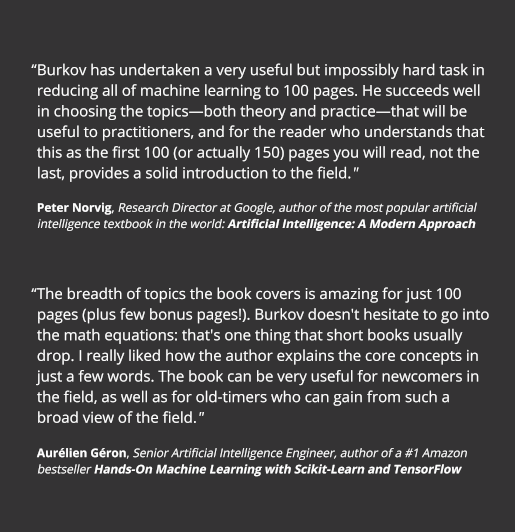 “Burkov has undertaken a very useful but impossibly hard task in
reducing all of machine learning to 100 pages. He succeeds well
in choosing the topics—both theory and practice—that will be
useful to practitioners, and for the reader who understands that
this as the first 100 (or actually 150) pages you will read, not the
last, provides a solid introduction to the field."
Peter Norvig, Research Director at Google, author of the most popular artificial
intelligence textbook in the world: Artificial Intelligence: A Modern Approach
“The breadth of topics the book covers is amazing for just 100
pages (plus few bonus pages!). Burkov doesn't hesitate to go into
the math equations: that's one thing that short books usually
drop. I really liked how the author explains the core concepts in
just a few words. The book can be very useful for newcomers in
the field, as well as for old-timers who can gain from such a
broad view of the field."
Aurélien Géron, Senior Artificial Intelligence Engineer, author of a #1 Amazon
bestseller Hands-On Machine Learning with Scikit-Learn and TensorFlow